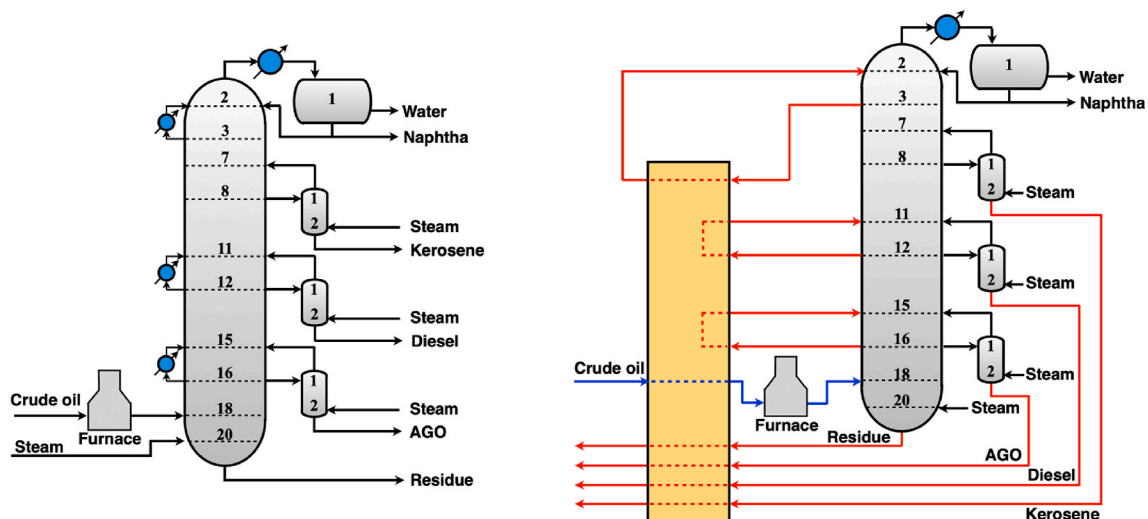 2
1
Water
3
Naphtha
7
8
1
2
Steam
Kerosene
11
12
1
2
Steam
Diesel
15
16
1
2
Steam
AGO
Crude oil
Furnace
18
Steam
20
Residue
2
1
Water
3
Naphtha
7
8
1
2
Steam
11
12
1
2
Steam
15
16
1
2
Steam
Crude oil
Furnace
18
20
Steam
Residue
AGO
Diesel
Kerosene